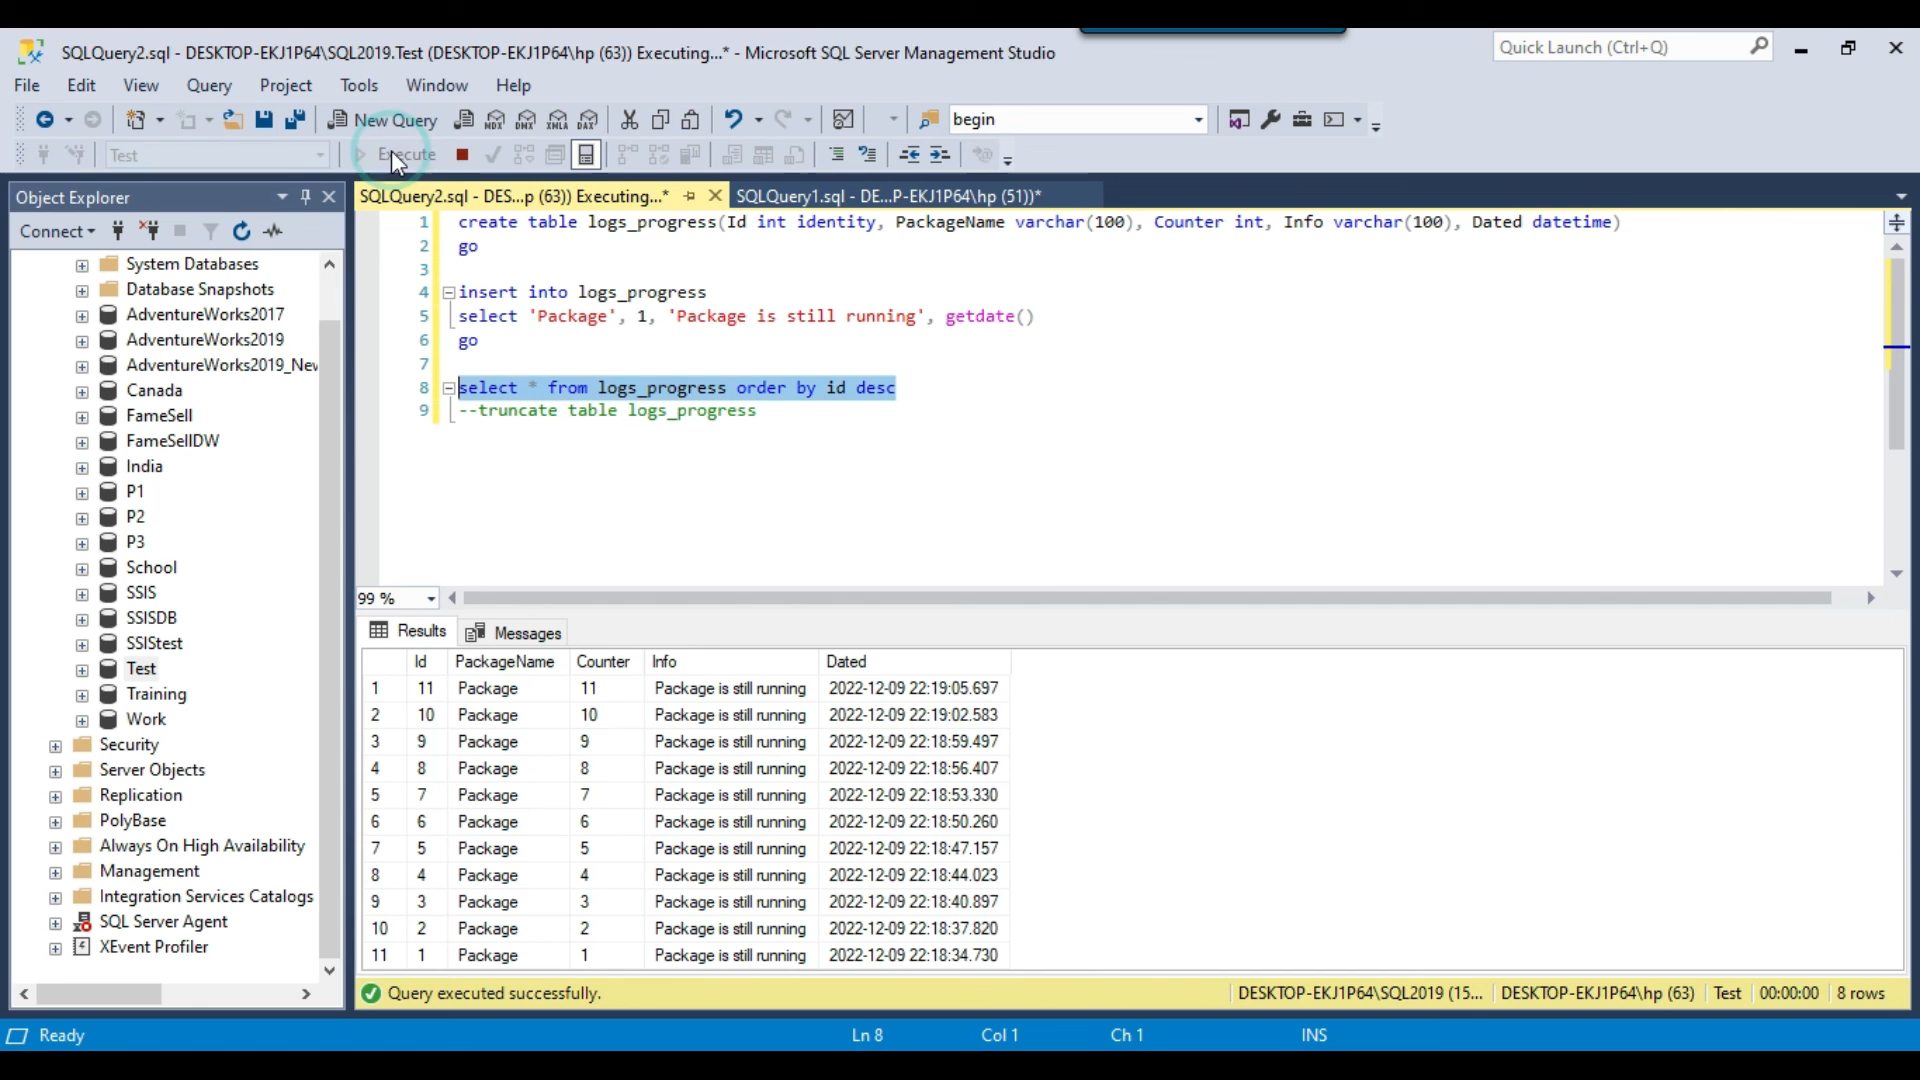 SQLQuery2.sql - DESKTOP-EKJ1P64\SQL2019.Test (DESKTOP-EKJ1P64\hp (63)) Executing...* - Microsoft SQL Server Management Studio
Quick Launch (Ctrl+Q)
File Edit View Query Project Tools Window Help
New Query MDX DMX XMLA DAX begin
Test Execute
Object Explorer
SQLQuery2.sql - DES...p (63)) Executing...* SQLQuery1.sql - DE...P-EKJ1P64\hp (51))*
Connect
System Databases
Database Snapshots
AdventureWorks2017
AdventureWorks2019
AdventureWorks2019_Nev
Canada
FameSell
FameSellDW
India
P1
P2
P3
School
SSIS
SSISDB
SSIStest
Test
Training
Work
Security
Server Objects
Replication
PolyBase
Always On High Availability
Management
Integration Services Catalogs
SQL Server Agent
XEvent Profiler
1 create table logs_progress(Id int identity, PackageName varchar(100), Counter int, Info varchar(100), Dated datetime)
2 go
3
4 insert into logs_progress
5 select 'Package', 1, 'Package is still running', getdate()
6 go
7
8 select * from logs_progress order by id desc
9 --truncate table logs_progress
99 %
Results Messages
Id PackageName Counter Info Dated
1 11 Package 11 Package is still running 2022-12-09 22:19:05.697
2 10 Package 10 Package is still running 2022-12-09 22:19:02.583
3 9 Package 9 Package is still running 2022-12-09 22:18:59.497
4 8 Package 8 Package is still running 2022-12-09 22:18:56.407
5 7 Package 7 Package is still running 2022-12-09 22:18:53.330
6 6 Package 6 Package is still running 2022-12-09 22:18:50.260
7 5 Package 5 Package is still running 2022-12-09 22:18:47.157
8 4 Package 4 Package is still running 2022-12-09 22:18:44.023
9 3 Package 3 Package is still running 2022-12-09 22:18:40.897
10 2 Package 2 Package is still running 2022-12-09 22:18:37.820
11 1 Package 1 Package is still running 2022-12-09 22:18:34.730
Query executed successfully. DESKTOP-EKJ1P64\SQL2019 (15... DESKTOP-EKJ1P64\hp (63) Test 00:00:00 8 rows
Ready Ln 8 Col 1 Ch 1 INS